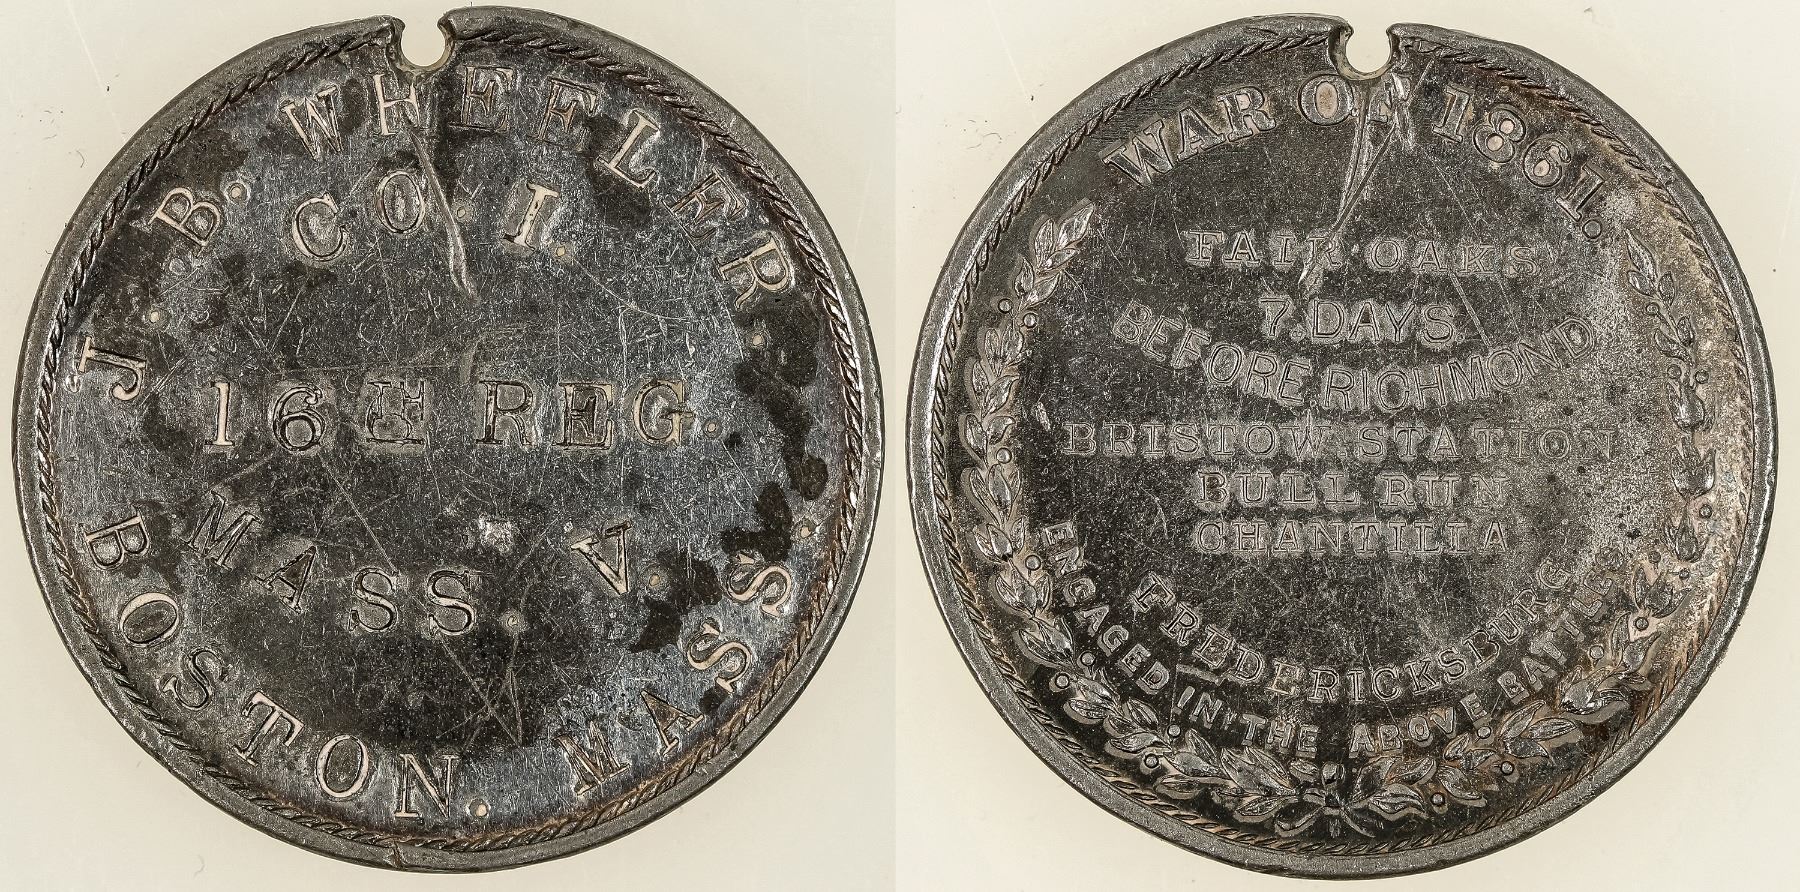 J. B. WHEELER.
CO. I.
16TH REG.
MASS. V.
BOSTON. MASS.
WAR OF 1861.
FAIR OAKS
7. DAYS
BEFORE RICHMOND
BRISTOW. STATION
BULL RUN
CHANTILLA
FREDERICKSBURG
ENGAGED IN THE ABOVE BATTLES